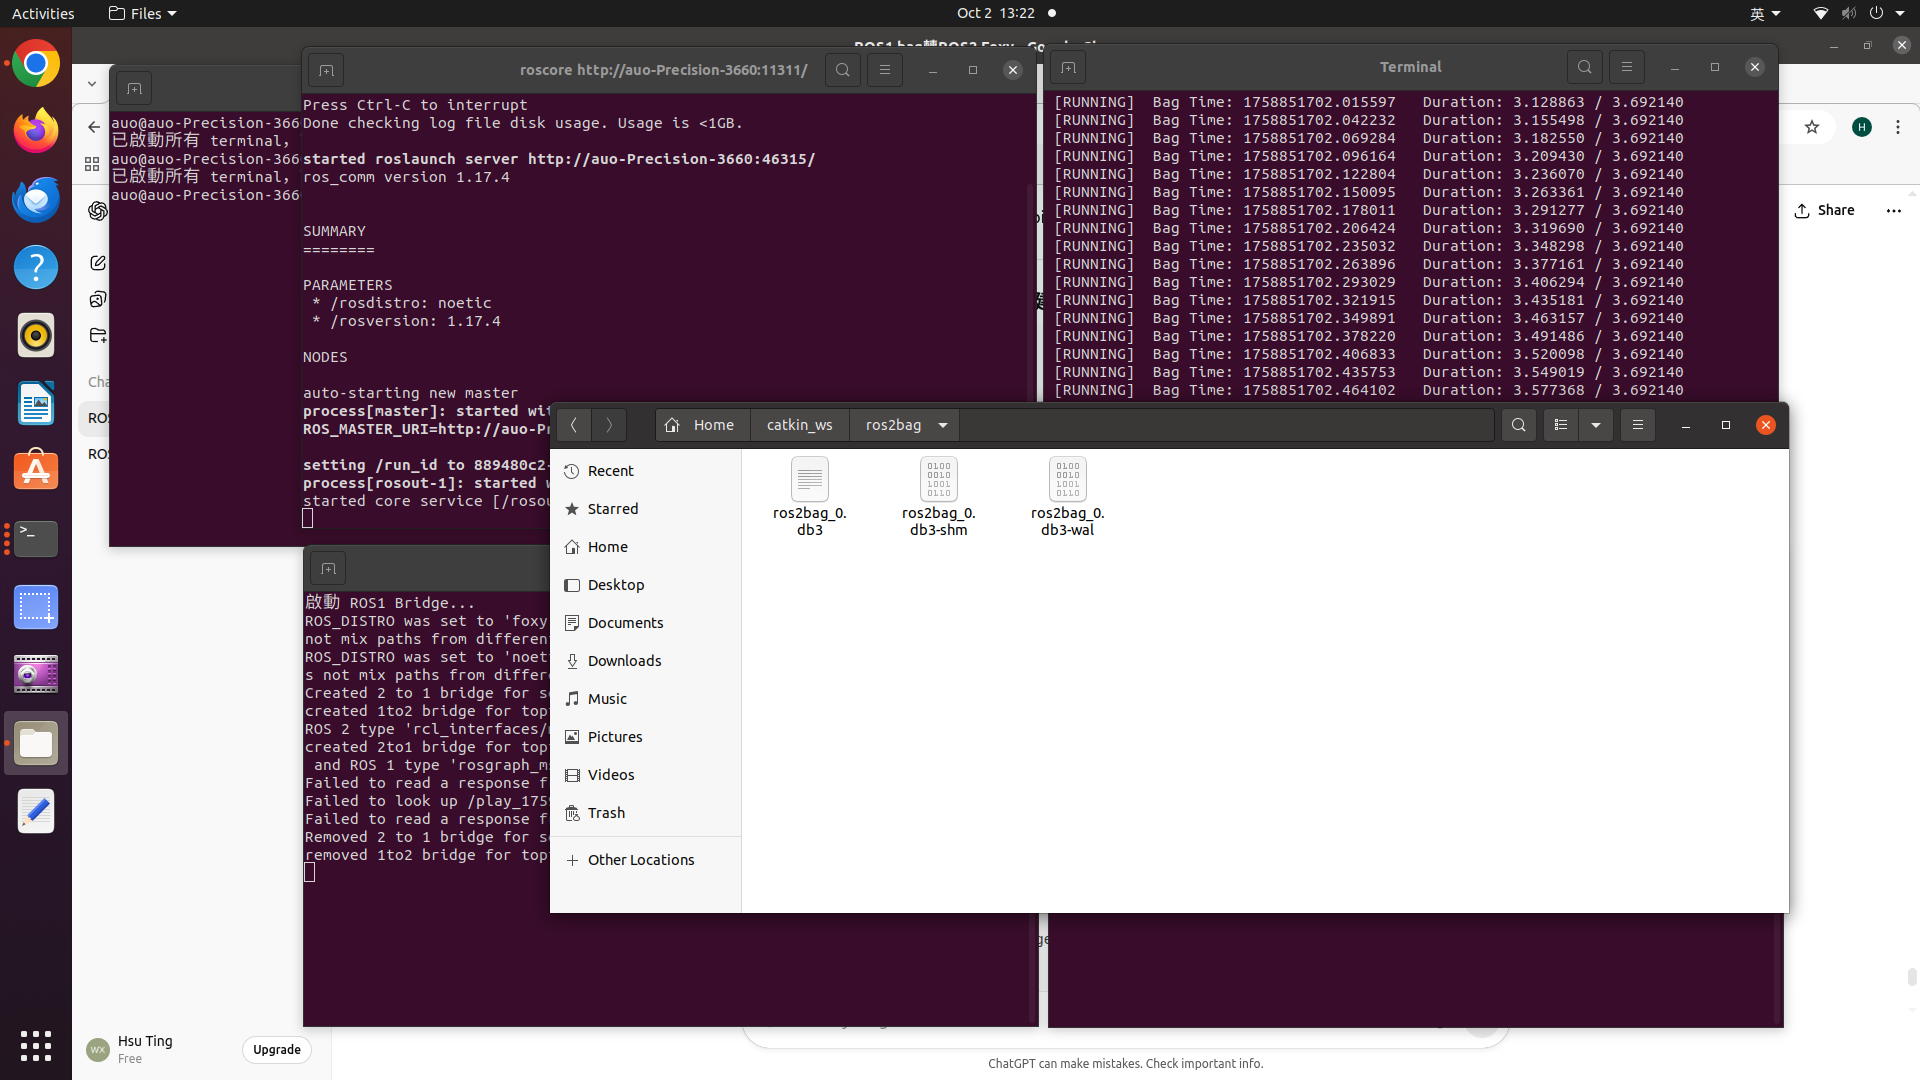 Activities
Files
Oct 2 13:22
英
roscore http://auo-Precision-3660:11311/
Terminal
auo@auo-Precision-366
已啟動所有 terminal,
auo@auo-Precision-366
已啟動所有 terminal,
auo@auo-Precision-366
Press Ctrl-C to interrupt
Done checking log file disk usage. Usage is <1GB.
started roslaunch server http://auo-Precision-3660:46315/
ros_comm version 1.17.4
SUMMARY
========
PARAMETERS
* /rosdistro: noetic
* /rosversion: 1.17.4
NODES
auto-starting new master
process[master]: started wit
ROS_MASTER_URI=http://auo-P
setting /run_id to 889480c2-
process[rosout-1]: started
started core service [/rosou
[RUNNING] Bag Time: 1758851702.015597 Duration: 3.128863 / 3.692140
[RUNNING] Bag Time: 1758851702.042232 Duration: 3.155498 / 3.692140
[RUNNING] Bag Time: 1758851702.069284 Duration: 3.182550 / 3.692140
[RUNNING] Bag Time: 1758851702.096164 Duration: 3.209430 / 3.692140
[RUNNING] Bag Time: 1758851702.122804 Duration: 3.236070 / 3.692140
[RUNNING] Bag Time: 1758851702.150095 Duration: 3.263361 / 3.692140
[RUNNING] Bag Time: 1758851702.178011 Duration: 3.291277 / 3.692140
[RUNNING] Bag Time: 1758851702.206424 Duration: 3.319690 / 3.692140
[RUNNING] Bag Time: 1758851702.235032 Duration: 3.348298 / 3.692140
[RUNNING] Bag Time: 1758851702.263896 Duration: 3.377161 / 3.692140
[RUNNING] Bag Time: 1758851702.293029 Duration: 3.406294 / 3.692140
[RUNNING] Bag Time: 1758851702.321915 Duration: 3.435181 / 3.692140
[RUNNING] Bag Time: 1758851702.349891 Duration: 3.463157 / 3.692140
[RUNNING] Bag Time: 1758851702.378220 Duration: 3.491486 / 3.692140
[RUNNING] Bag Time: 1758851702.406833 Duration: 3.520098 / 3.692140
[RUNNING] Bag Time: 1758851702.435753 Duration: 3.549019 / 3.692140
[RUNNING] Bag Time: 1758851702.464102 Duration: 3.577368 / 3.692140
H
Share
Cha
ROS
ROS
Home
catkin_ws
ros2bag
Recent
Starred
Home
Desktop
Documents
Downloads
Music
Pictures
Videos
Trash
Other Locations
ros2bag_0.
db3
ros2bag_0.
db3-shm
ros2bag_0.
db3-wal
啟動 ROS1 Bridge...
ROS_DISTRO was set to 'foxy
not mix paths from different
ROS_DISTRO was set to 'noet
s not mix paths from differe
Created 2 to 1 bridge for se
created 1to2 bridge for top
ROS 2 type 'rcl_interfaces/
created 2to1 bridge for top
and ROS 1 type 'rosgraph_ms
Failed to read a response f
Failed to look up /play_1759
Failed to read a response f
Removed 2 to 1 bridge for se
removed 1to2 bridge for top
WX
Hsu Ting
Free
Upgrade
ChatGPT can make mistakes. Check important info.